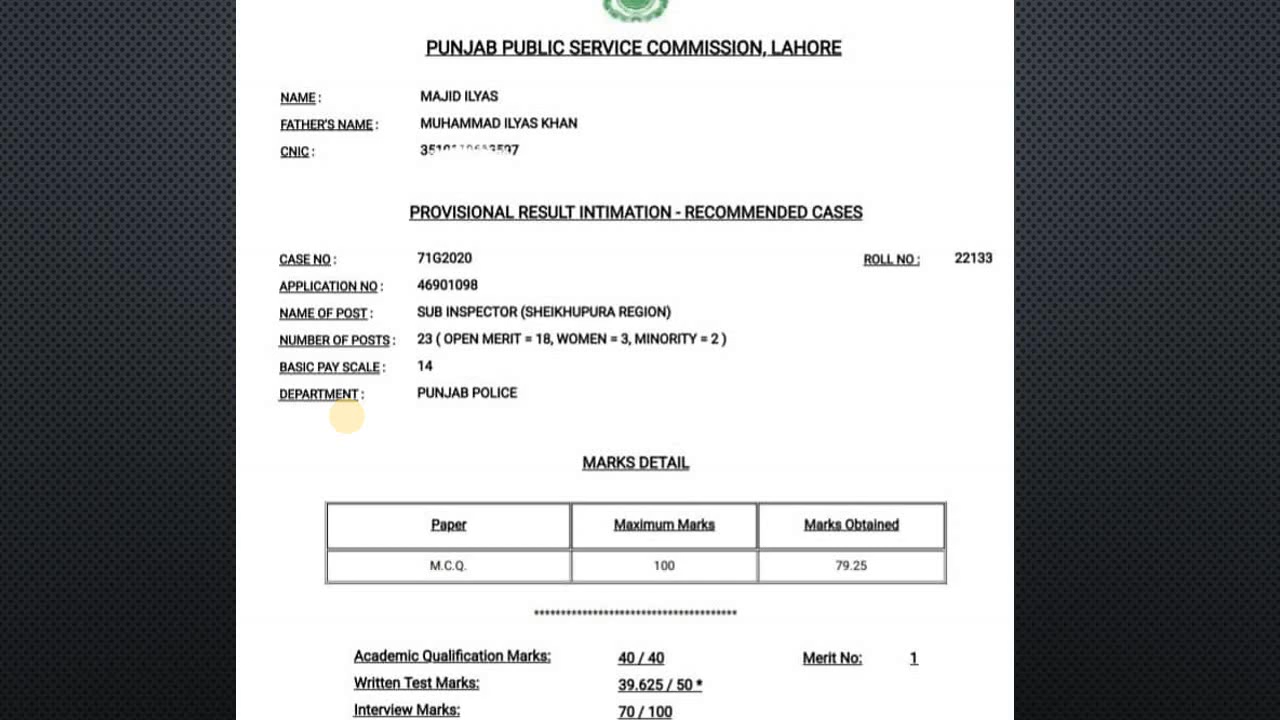 PUNJAB PUBLIC SERVICE COMMISSION, LAHORE
NAME : MAJID ILYAS
FATHER'S NAME : MUHAMMAD ILYAS KHAN
CNIC :
PROVISIONAL RESULT INTIMATION - RECOMMENDED CASES
CASE NO : 71G2020 ROLL NO : 22133
APPLICATION NO : 46901098
NAME OF POST : SUB INSPECTOR (SHEIKHUPURA REGION)
NUMBER OF POSTS : 23 ( OPEN MERIT = 18, WOMEN = 3, MINORITY = 2 )
BASIC PAY SCALE : 14
DEPARTMENT : PUNJAB POLICE
MARKS DETAIL
Paper Maximum Marks Marks Obtained
M.C.Q. 100 79.25
****************************************
Academic Qualification Marks: 40 / 40 Merit No: 1
Written Test Marks: 39.625 / 50 *
Interview Marks: 70 / 100